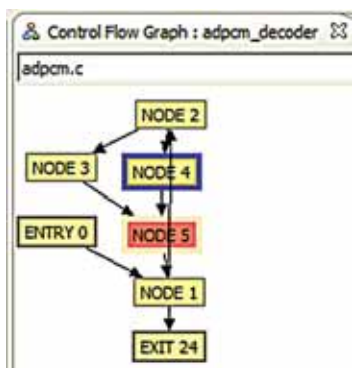 Control Flow Graph : adpcm_decoder
adpcm.c
NODE 2
NODE 3
NODE 4
ENTRY 0
NODE 5
NODE 1
EXIT 24